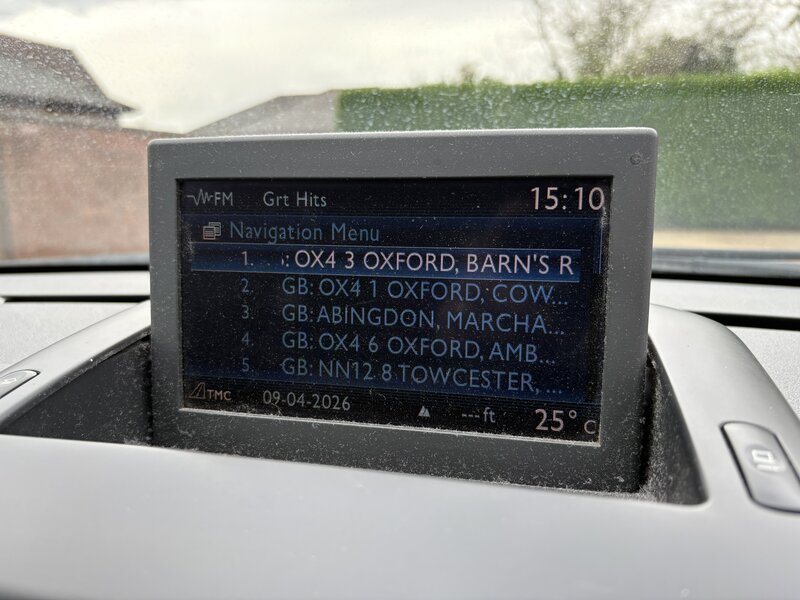 FM Grt Hits 15:10
Navigation Menu
1. : OX4 3 OXFORD, BARN'S R
2. GB: OX4 1 OXFORD, COW...
3. GB: ABINGDON, MARCHA...
4. GB: OX4 6 OXFORD, AMB...
5. GB: NN12 8 TOWCESTER, ...
TMC 09-04-2026 ---ft 25° C